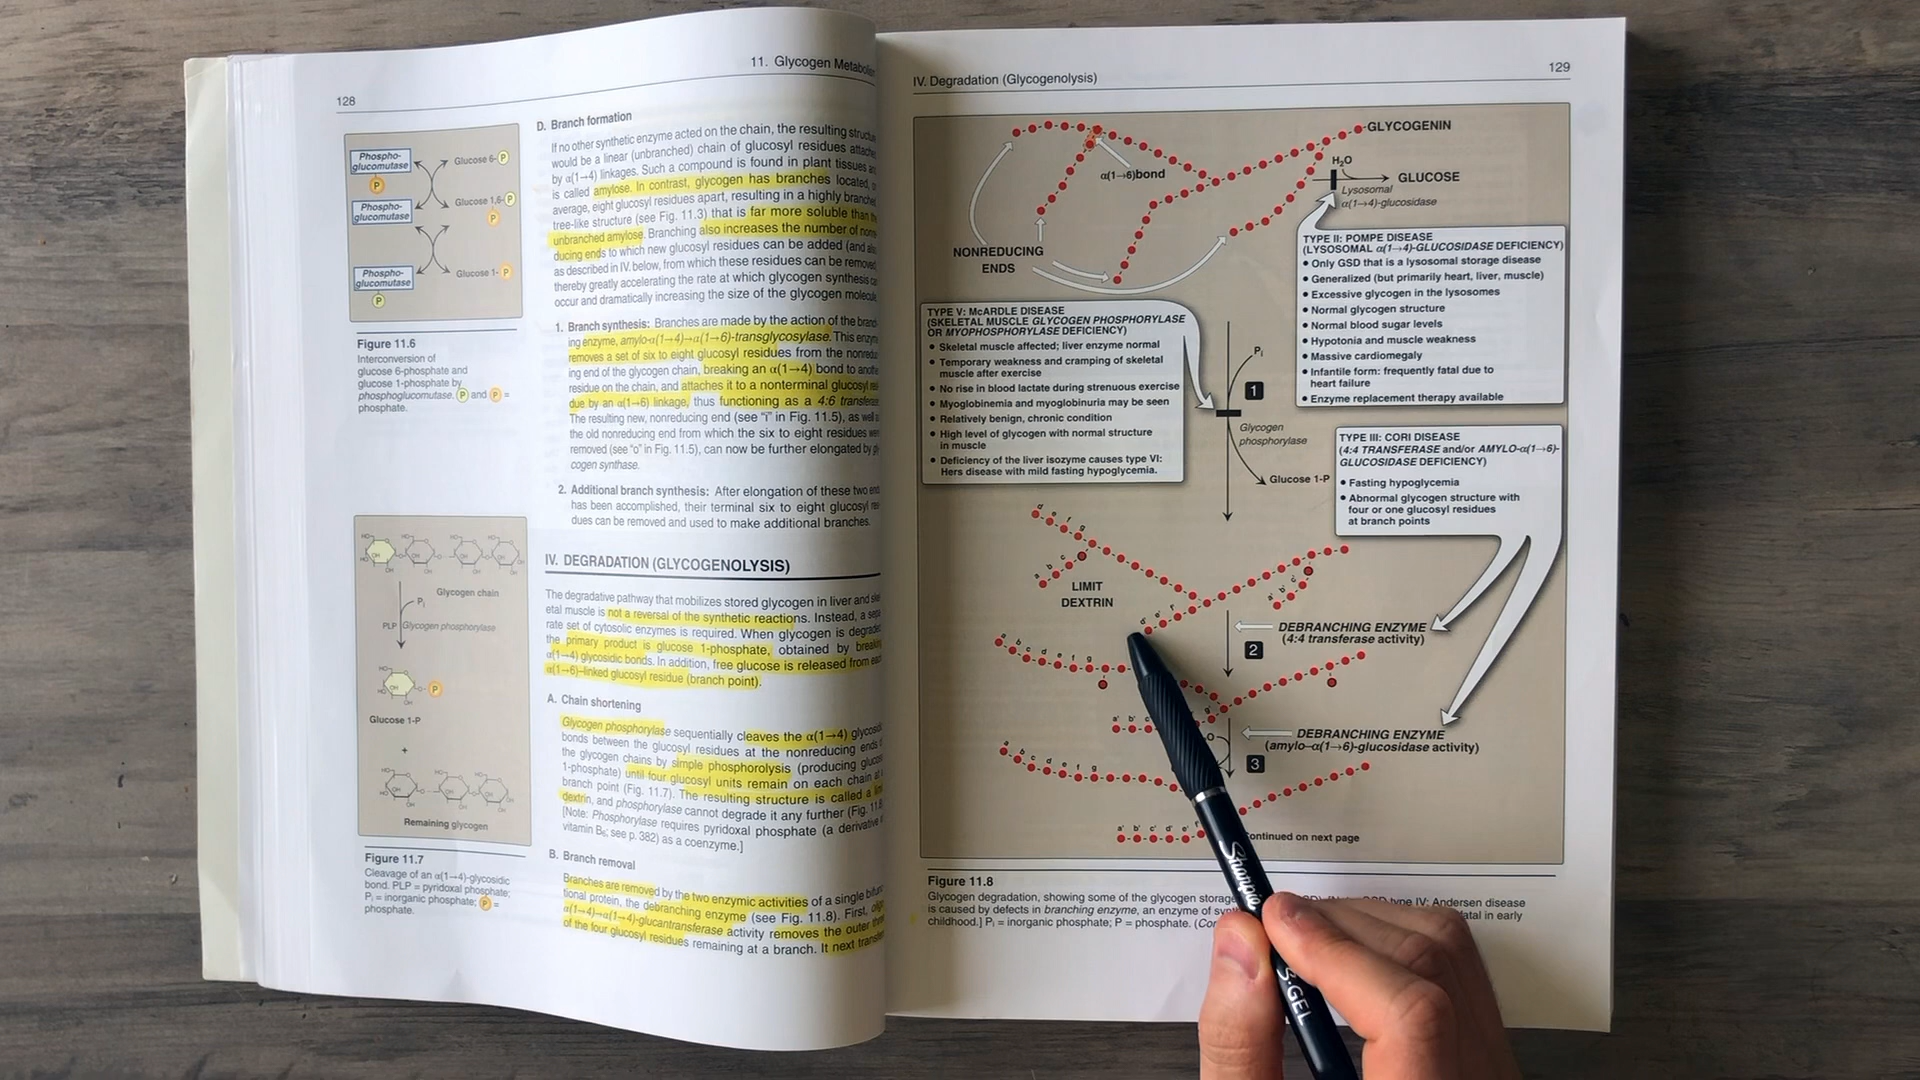 11. Glycogen
128
Phospho-
glucomutase
P
Glucose 6-P
Phospho-
glucomutase
Glucose 1,6-P
P
Phospho-
glucomutase
P
Glucose 1-P
Figure 11.6
Interconversion of
glucose 6-phosphate and
glucose 1-phosphate by
phosphoglucomutase. P and P =
phosphate.
Glycogen chain
Pi
PLP
Glycogen phosphorylase
P
Glucose 1-P
+
Remaining glycogen
Figure 11.7
Cleavage of an α(1→4)-glycosidic
bond. PLP = pyridoxal phosphate;
Pi = inorganic phosphate; P =
phosphate.
D. Branch formation
If no other synthetic enzyme acted on the chain, the resulting
would be a linear (unbranched) chain of glucosyl residues
by α(1→4) linkages. Such a compound is found in plant tissues
is called amylose. In contrast, glycogen has branches located,
average, eight glucosyl residues apart, resulting in a highly
tree-like structure (see Fig. 11.3) that is far more soluble than
unbranched amylose. Branching also increases the number of
ducing ends to which new glucosyl residues can be added (and
as described in IV. below, from which these residues can be removed,
thereby greatly accelerating the rate at which glycogen synthesis
occur and dramatically increasing the size of the glycogen molecule.
1. Branch synthesis: Branches are made by the action of the
ing enzyme, amylo-α(1→4)→α(1→6)-transglycosylase. This
removes a set of six to eight glucosyl residues from the
ing end of the glycogen chain, breaking an α(1→4) bond to
residue on the chain, and attaches it to a nonterminal glucosyl
due by an α(1→6) linkage, thus functioning as a 4:6
The resulting new, nonreducing end (see "i" in Fig. 11.5), as
the old nonreducing end from which the six to eight residues
removed (see "o" in Fig. 11.5), can now be further elongated by
cogen synthase.
2. Additional branch synthesis: After elongation of these two
has been accomplished, their terminal six to eight glucosyl
dues can be removed and used to make additional branches.
IV. DEGRADATION (GLYCOGENOLYSIS)
The degradative pathway that mobilizes stored glycogen in liver and
etal muscle is not a reversal of the synthetic reactions. Instead, a
rate set of cytosolic enzymes is required. When glycogen is
the primary product is glucose 1-phosphate, obtained by
α(1→4) glycosidic bonds. In addition, free glucose is released from
α(1→6)–linked glucosyl residue (branch point).
A. Chain shortening
Glycogen phosphorylase sequentially cleaves the α(1→4)
bonds between the glucosyl residues at the nonreducing ends
the glycogen chains by simple phosphorolysis (producing
1-phosphate) until four glucosyl units remain on each chain
branch point (Fig. 11.7). The resulting structure is called a
dextrin, and phosphorylase cannot degrade it any further (Fig.
[Note: Phosphorylase requires pyridoxal phosphate (a derivative
vitamin B6; see p. 382) as a coenzyme.]
B. Branch removal
Branches are removed by the two enzymic activities of a single
tional protein, the debranching enzyme (see Fig. 11.8). First,
α(1→4)→α(1→4)-glucantransferase activity removes the outer
of the four glucosyl residues remaining at a branch. It next
IV. Degradation (Glycogenolysis)
129
GLYCOGENIN
α(1→6)bond
H2O
GLUCOSE
Lysosomal
α(1→4)-glucosidase
NONREDUCING
ENDS
TYPE II: POMPE DISEASE
(LYSOSOMAL α(1→4)-GLUCOSIDASE DEFICIENCY)
• Only GSD that is a lysosomal storage disease
• Generalized (but primarily heart, liver, muscle)
• Excessive glycogen in the lysosomes
• Normal glycogen structure
• Normal blood sugar levels
• Hypotonia and muscle weakness
• Massive cardiomegaly
• Infantile form: frequently fatal due to
heart failure
• Enzyme replacement therapy available
TYPE V: McARDLE DISEASE
(SKELETAL MUSCLE GLYCOGEN PHOSPHORYLASE
OR MYOPHOSPHORYLASE DEFICIENCY)
• Skeletal muscle affected; liver enzyme normal
• Temporary weakness and cramping of skeletal
muscle after exercise
• No rise in blood lactate during strenuous exercise
• Myoglobinemia and myoglobinuria may be seen
• Relatively benign, chronic condition
• High level of glycogen with normal structure
in muscle
• Deficiency of the liver isozyme causes type VI:
Hers disease with mild fasting hypoglycemia.
Pi
1
Glycogen
phosphorylase
Glucose 1-P
TYPE III: CORI DISEASE
(4:4 TRANSFERASE and/or AMYLO-α(1→6)-
GLUCOSIDASE DEFICIENCY)
• Fasting hypoglycemia
• Abnormal glycogen structure with
four or one glucosyl residues
at branch points
d e f g
a b c
LIMIT
DEXTRIN
a' b' c'
DEBRANCHING ENZYME
(4:4 transferase activity)
2
a b c d e f g
a' b' c'
DEBRANCHING ENZYME
(amylo–α(1→6)-glucosidase activity)
3
a b c d e f g
a' b' c' d' e' f'
Continued on next page
Figure 11.8
Glycogen degradation, showing some of the glycogen storage type IV: Andersen disease
is caused by defects in branching enzyme, an enzyme of fatal in early
childhood.] Pi = inorganic phosphate; P = phosphate.
Sharpie
S·GEL